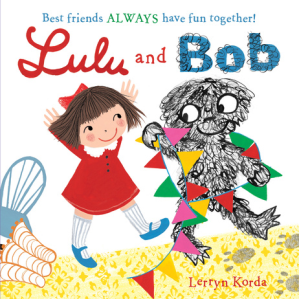 Best friends ALWAYS have fun together!
Lulu and Bob
Lerryn Korda